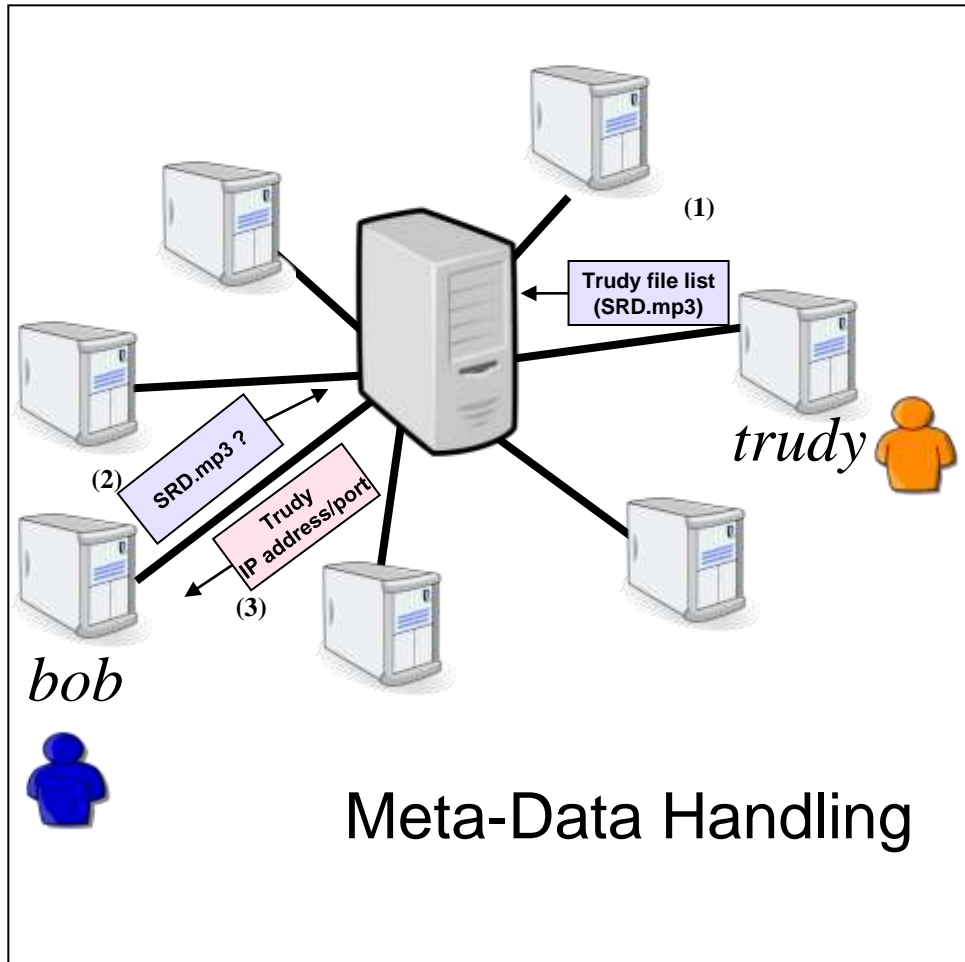 (1)
Trudy file list
(SRD.mp3)
trudy
(2)
SRD.mp3 ?
Trudy
IP address/port
(3)
bob
Meta-Data Handling